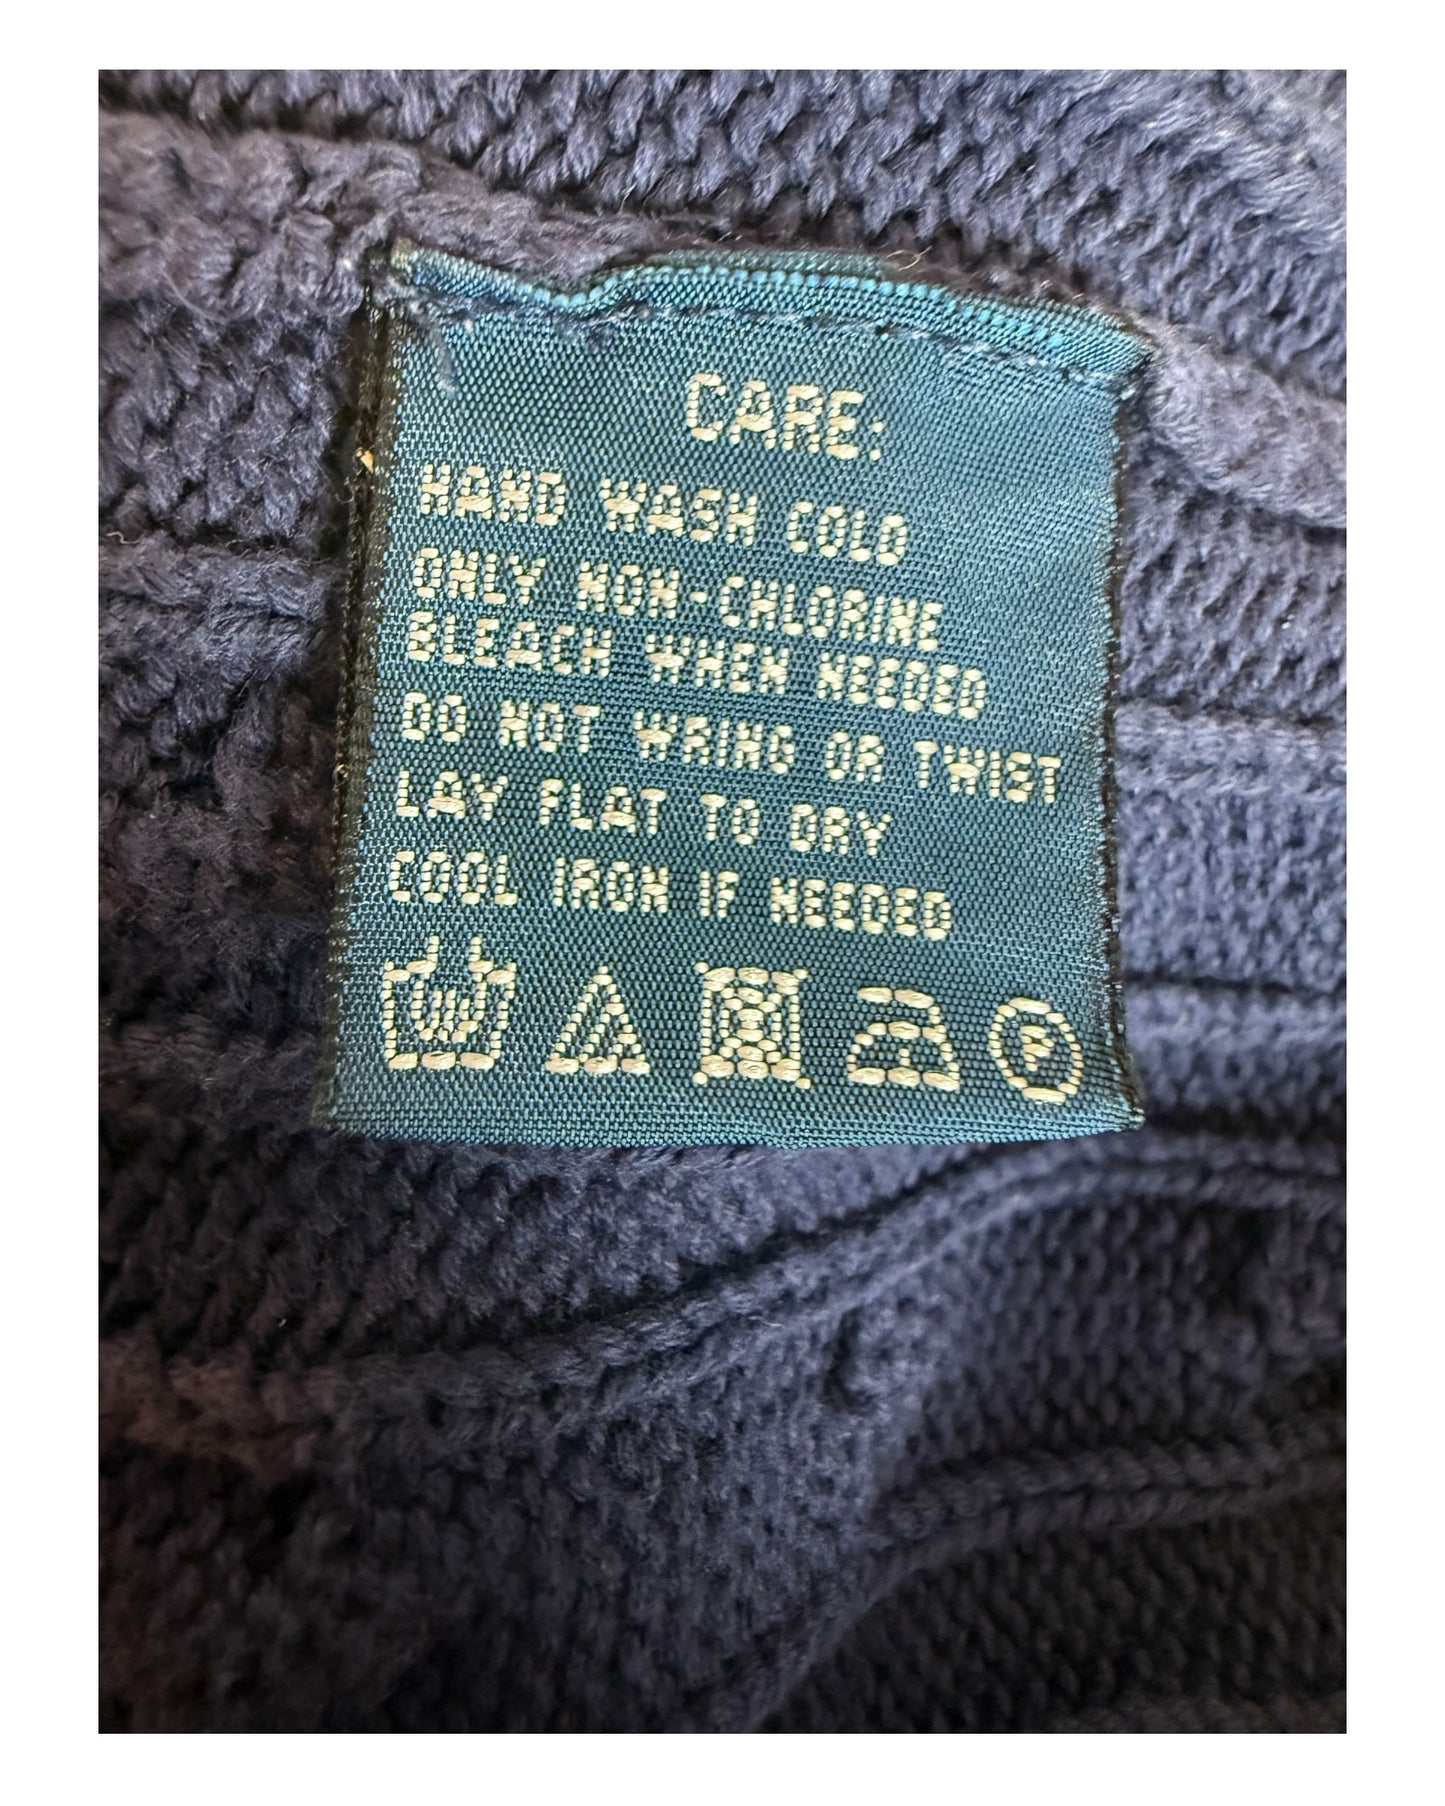 CARE:
HAND WASH COLD
ONLY NON-CHLORINE
BLEACH WHEN NEEDED
DO NOT WRING OR TWIST
LAY FLAT TO DRY
COOL IRON IF NEEDED
P